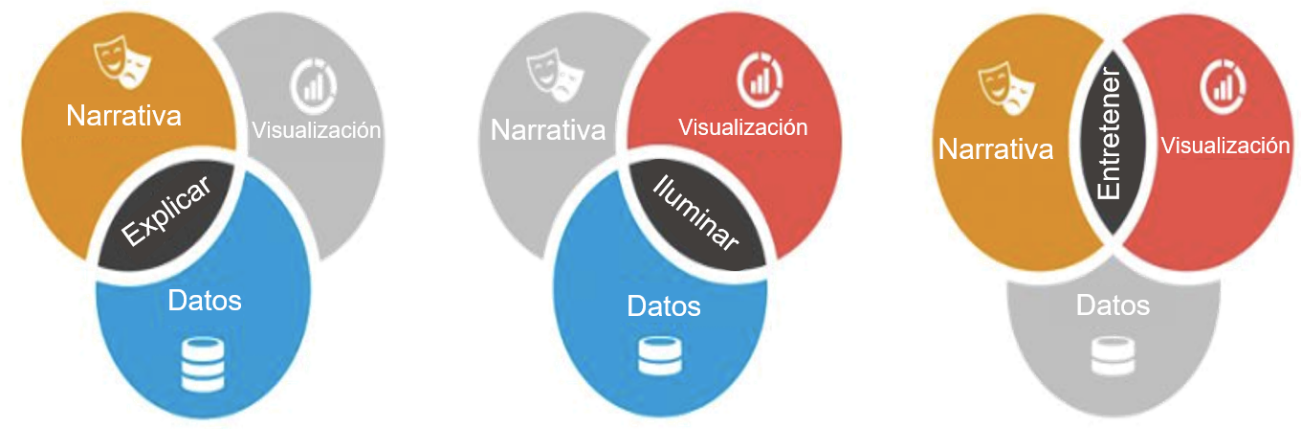 Narrativa
Visualización
Explicar
Datos
Narrativa
Visualización
Iluminar
Datos
Narrativa
Visualización
Entretener
Datos